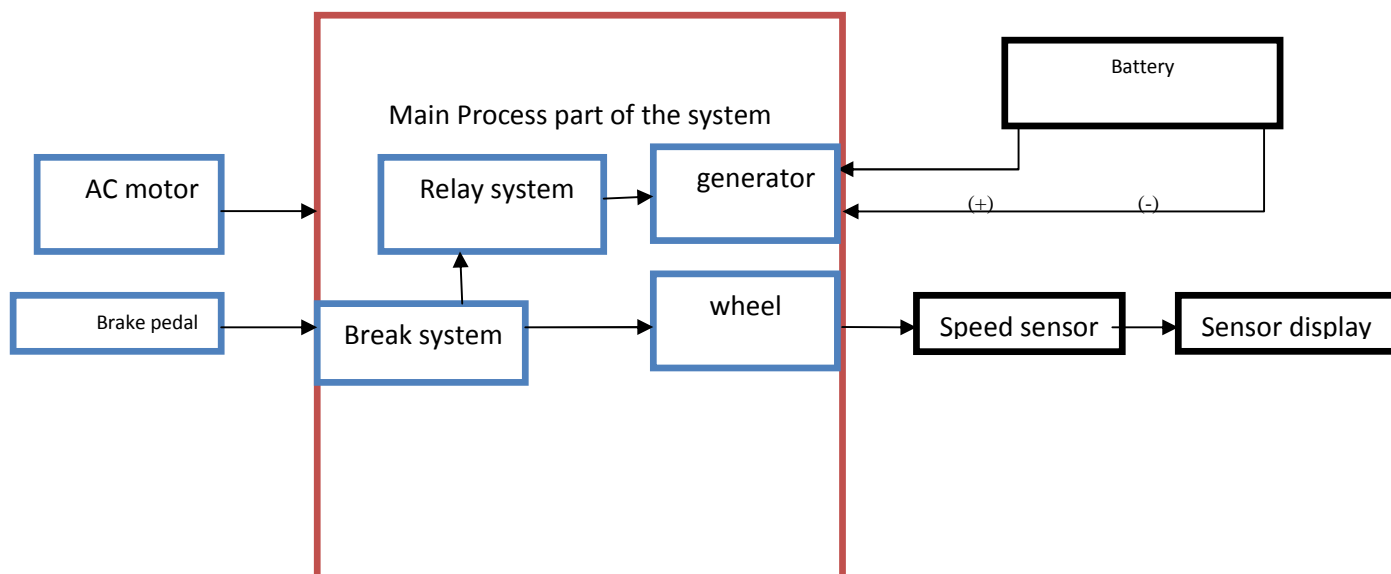 Battery
Main Process part of the system
AC motor
Relay system
generator
(+)
(-)
Brake pedal
Break system
wheel
Speed sensor
Sensor display